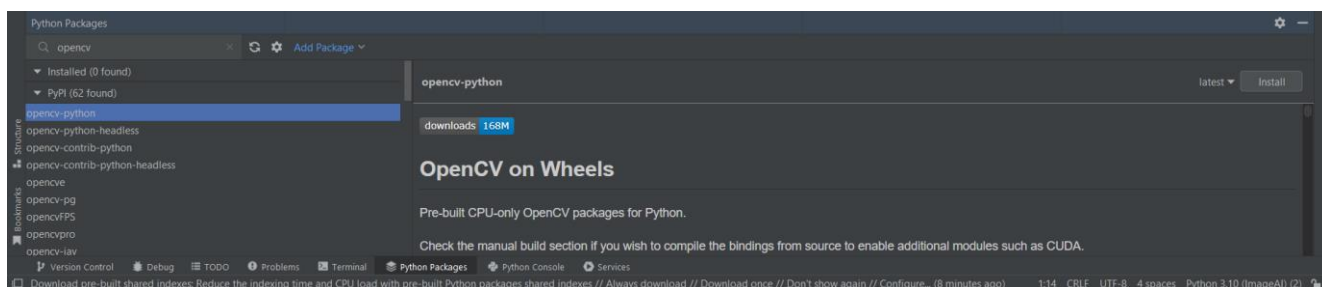 Python Packages
opencv
Add Package
Installed (0 found)
PyPI (62 found)
opencv-python
opencv-python-headless
opencv-contrib-python
opencv-contrib-python-headless
opencve
opencv-pg
opencvFPS
opencvpro
opencv-jav
opencv-python
latest
Install
downloads 168M
OpenCV on Wheels
Pre-built CPU-only OpenCV packages for Python.
Check the manual build section if you wish to compile the bindings from source to enable additional modules such as CUDA.
Structure
Bookmarks
Version Control Debug TODO Problems Terminal Python Packages Python Console Services
Download pre-built shared indexes: Reduce the indexing time and CPU load with pre-built Python packages shared indexes // Always download // Download once // Don't show again // Configure... (8 minutes ago) 1:14 CRLF UTF-8 4 spaces Python 3.10 (ImageAI) (2)